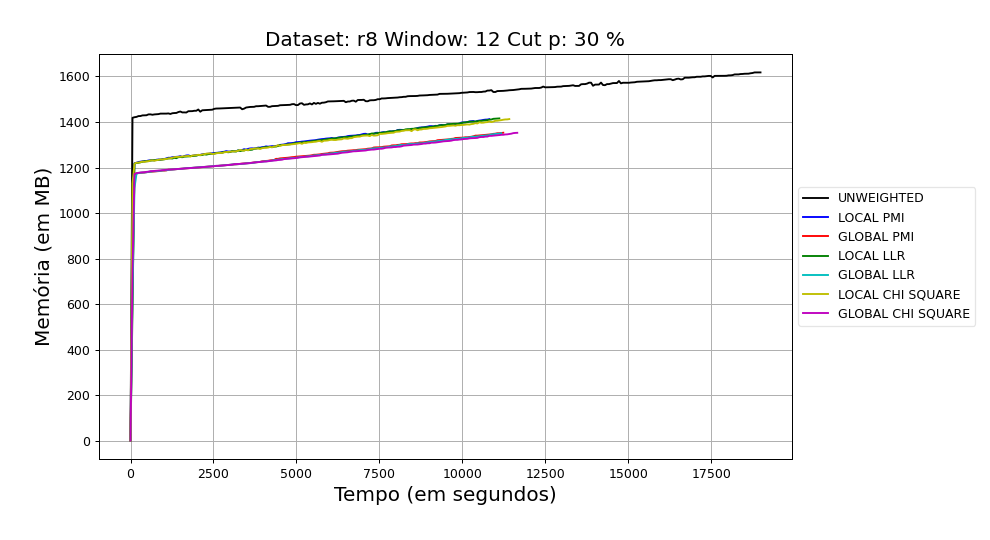 Dataset: r8 Window: 12 Cut p: 30 %
Memória (em MB)
1600
1400
1200
1000
800
600
400
200
0
0 2500 5000 7500 10000 12500 15000 17500
Tempo (em segundos)
UNWEIGHTED
LOCAL PMI
GLOBAL PMI
LOCAL LLR
GLOBAL LLR
LOCAL CHI SQUARE
GLOBAL CHI SQUARE